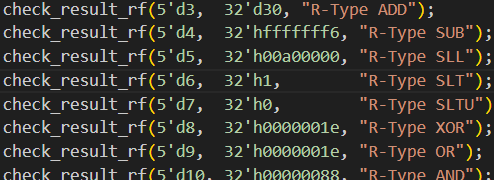 check_result_rf(5'd3,  32'd30, "R-Type ADD");
check_result_rf(5'd4,  32'hfffffff6, "R-Type SUB"
check_result_rf(5'd5,  32'h00a00000, "R-Type SLL"
check_result_rf(5'd6,  32'h1,        "R-Type SLT"
check_result_rf(5'd7,  32'h0,        "R-Type SLTU")
check_result_rf(5'd8,  32'h0000001e, "R-Type XOR")
check_result_rf(5'd9,  32'h0000001e, "R-Type OR");
check_result_rf(5'd10, 32'h00000088, "R-Type AND")